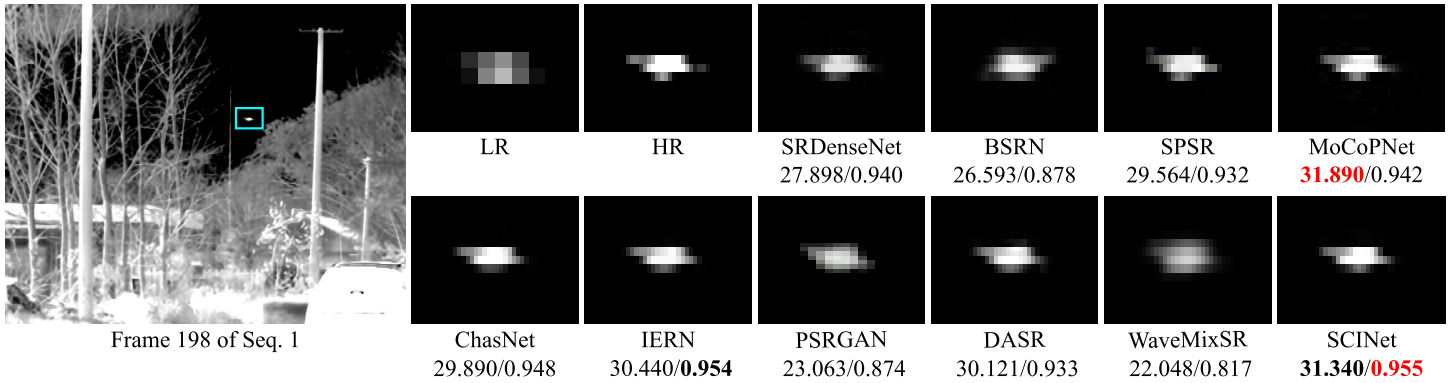 LR HR SRDenseNet BSRN SPSR MoCoPNet
27.898/0.940 26.593/0.878 29.564/0.932 31.890/0.942
Frame 198 of Seq. 1 ChasNet IERN PSRGAN DASR WaveMixSR SCINet
29.890/0.948 30.440/0.954 23.063/0.874 30.121/0.933 22.048/0.817 31.340/0.955